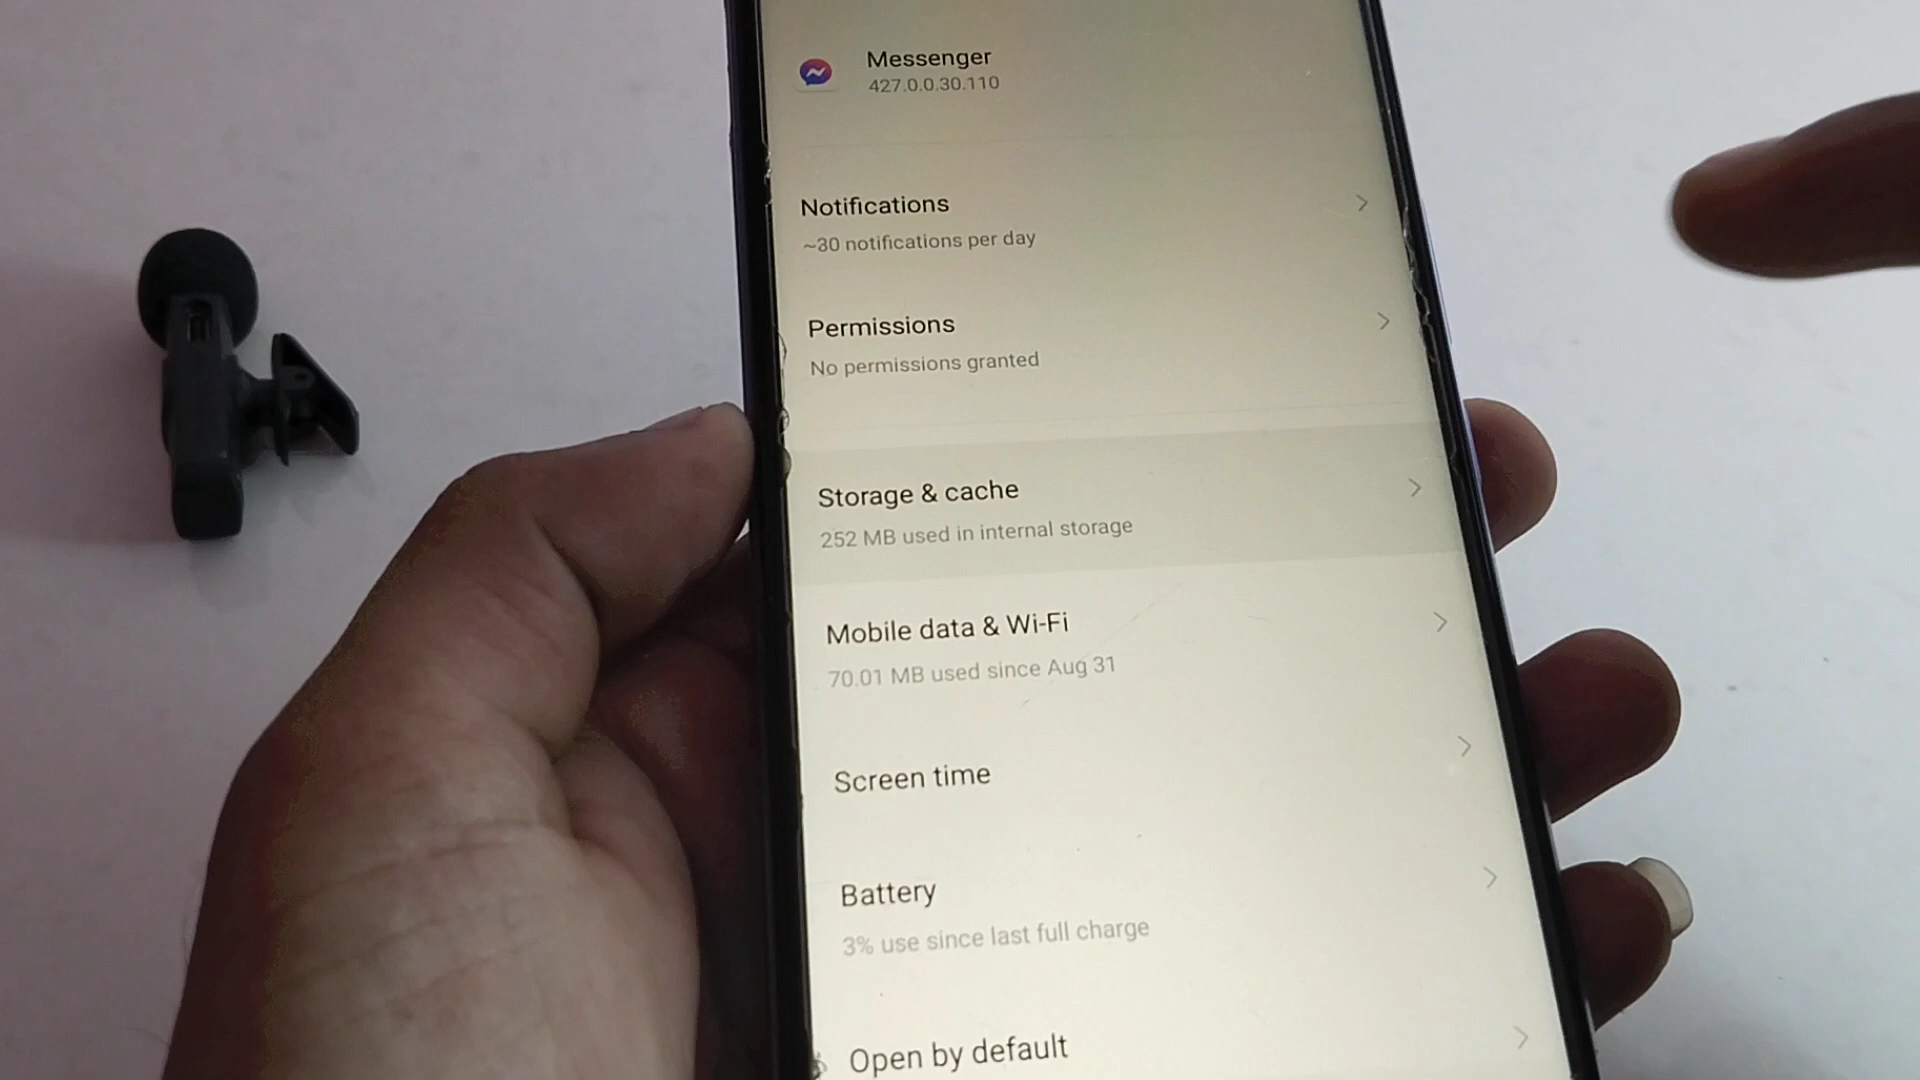 Messenger
427.0.0.30.110
Notifications
~30 notifications per day
Permissions
No permissions granted
Storage & cache
252 MB used in internal storage
Mobile data & Wi-Fi
70.01 MB used since Aug 31
Screen time
Battery
3% use since last full charge
Open by default